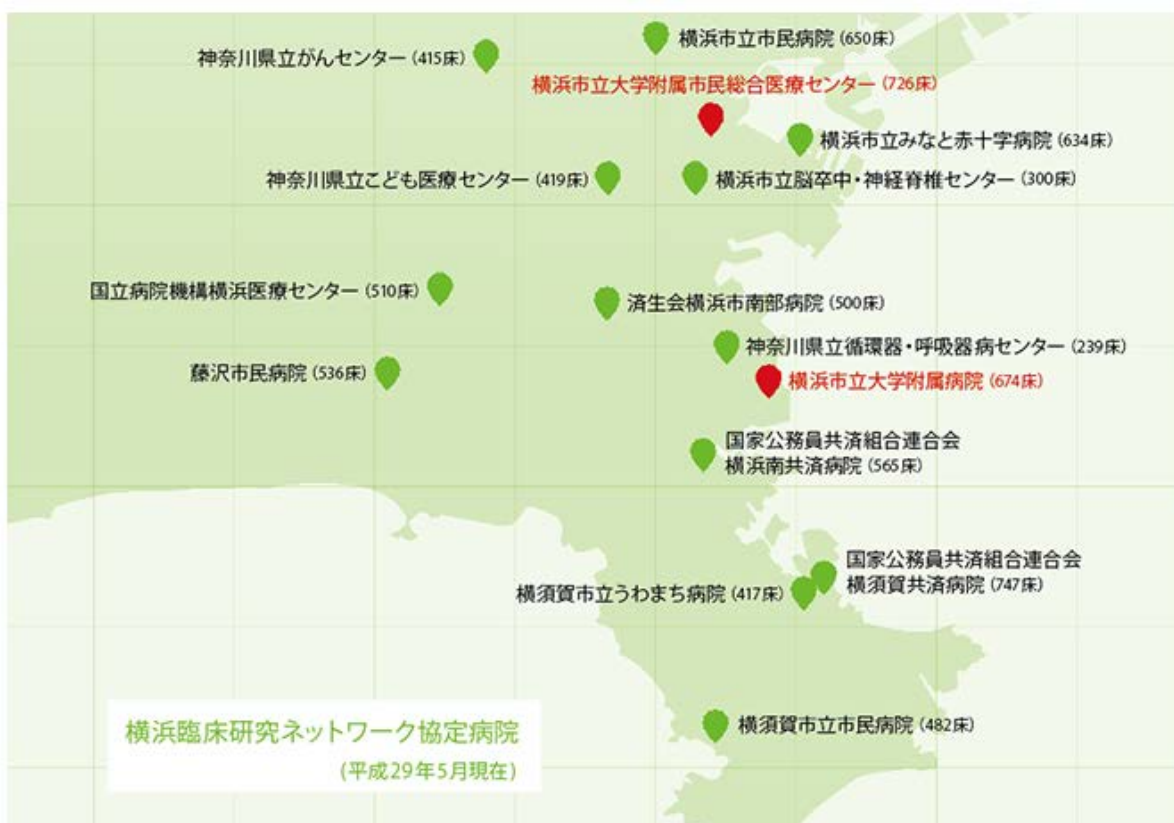 横浜市立市民病院（650床）
神奈川県立がんセンター（415床）
横浜市立大学附属市民総合医療センター（726床）
横浜市立みなと赤十字病院（634床）
神奈川県立こども医療センター（419床）
横浜市立脳卒中・神経脊椎センター（300床）
国立病院機構横浜医療センター（510床）
済生会横浜市南部病院（500床）
神奈川県立循環器・呼吸器病センター（239床）
藤沢市民病院（536床）
横浜市立大学附属病院（674床）
国家公務員共済組合連合会
横浜南共済病院（565床）
国家公務員共済組合連合会
横須賀共済病院（747床）
横須賀市立うわまち病院（417床）
横須賀市立市民病院（482床）
横浜臨床研究ネットワーク協定病院
（平成29年5月現在）